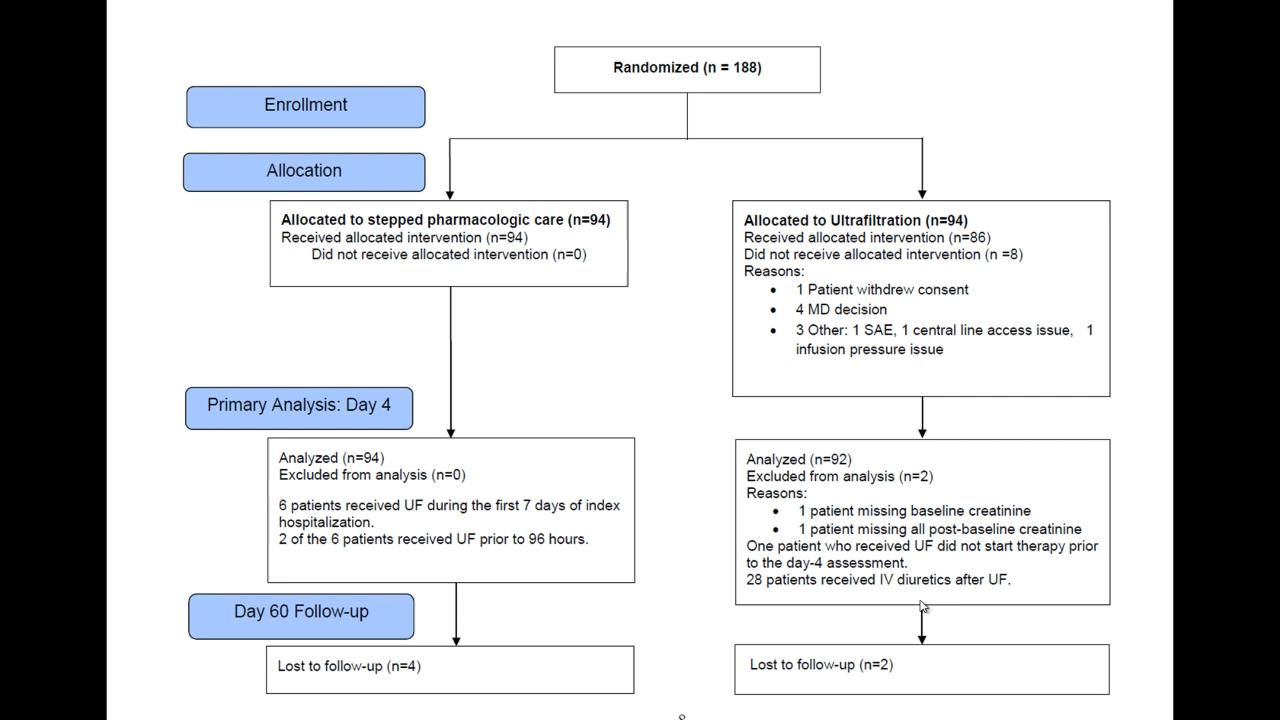 Randomized (n = 188)
Enrollment
Allocation
Allocated to stepped pharmacologic care (n=94)
Received allocated intervention (n=94)
Did not receive allocated intervention (n=0)
Allocated to Ultrafiltration (n=94)
Received allocated intervention (n=86)
Did not receive allocated intervention (n =8)
Reasons:
• 1 Patient withdrew consent
• 4 MD decision
• 3 Other: 1 SAE, 1 central line access issue, 1
infusion pressure issue
Primary Analysis: Day 4
Analyzed (n=94)
Excluded from analysis (n=0)
6 patients received UF during the first 7 days of index
hospitalization.
2 of the 6 patients received UF prior to 96 hours.
Analyzed (n=92)
Excluded from analysis (n=2)
Reasons:
• 1 patient missing baseline creatinine
• 1 patient missing all post-baseline creatinine
One patient who received UF did not start therapy prior
to the day-4 assessment.
28 patients received IV diuretics after UF.
Day 60 Follow-up
Lost to follow-up (n=4)
Lost to follow-up (n=2)